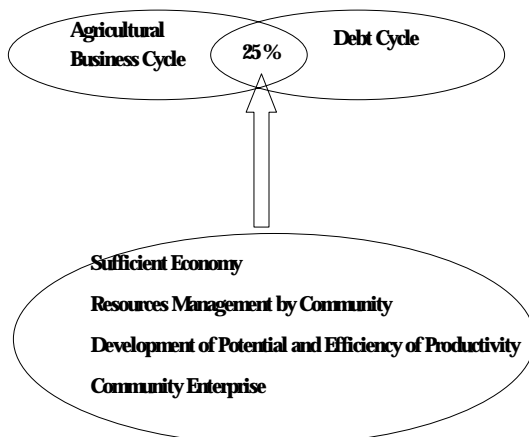 Agricultural
Business Cycle
25 %
Debt Cycle
Sufficient Economy
Resources Management by Community
Development of Potential and Efficiency of Productivity
Community Enterprise